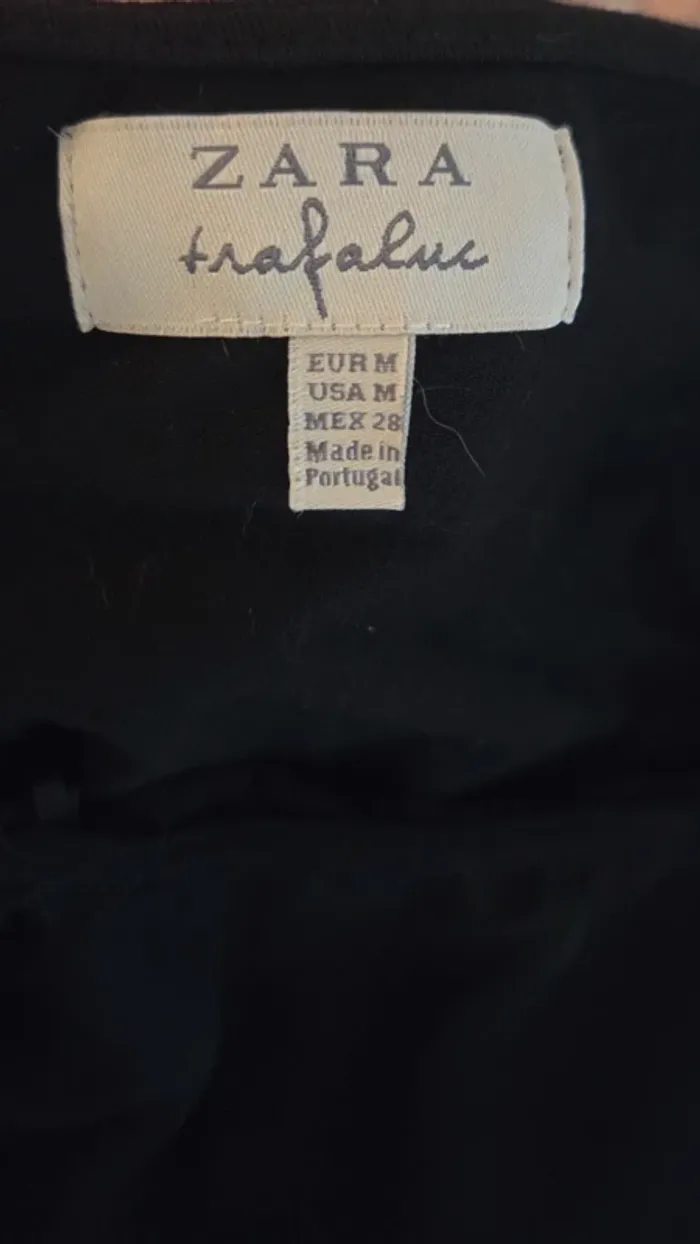 ZARA
trafaluc
EUR M
USA M
MEX 28
Made in
Portugal